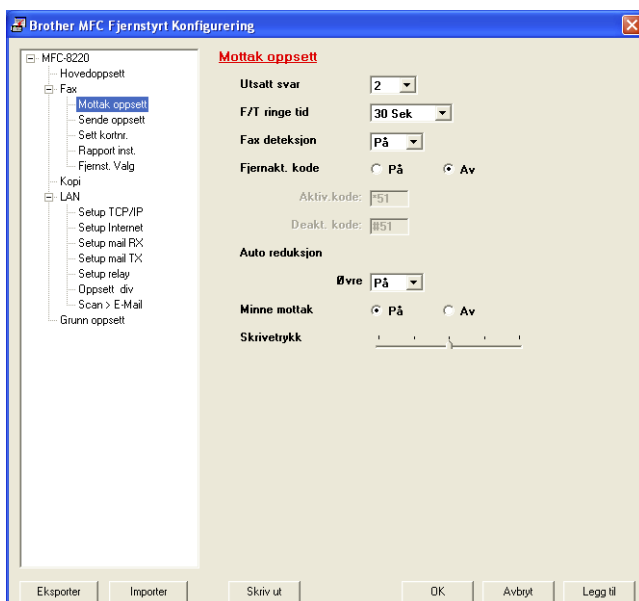 Brother MFC Fjernstyrt Konfigurering
MFC-8220
Hovedoppsett
Fax
Mottak oppsett
Sende oppsett
Sett kortnr.
Rapport inst.
Fjernst. Valg
Kopi
LAN
Setup TCP/IP
Setup Internet
Setup mail RX
Setup mail TX
Setup relay
Oppsett div
Scan > E-Mail
Grunn oppsett
Mottak oppsett
Utsatt svar 2
F/T ringe tid 30 Sek
Fax deteksjon På
Fjernakt. kode På Av
Aktiv.kode: *51
Deakt. kode: #51
Auto reduksjon
Øvre På
Minne mottak På Av
Skrivetrykk
Eksporter Importer Skriv ut OK Avbryt Legg til